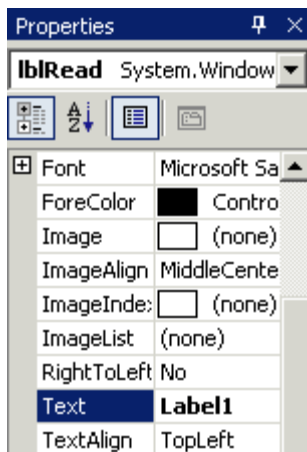 Properties
lblRead System.Window
Font Microsoft Sa
ForeColor Contro
Image (none)
ImageAlign MiddleCente
ImageIndex (none)
ImageList (none)
RightToLeft No
Text Label1
TextAlign TopLeft